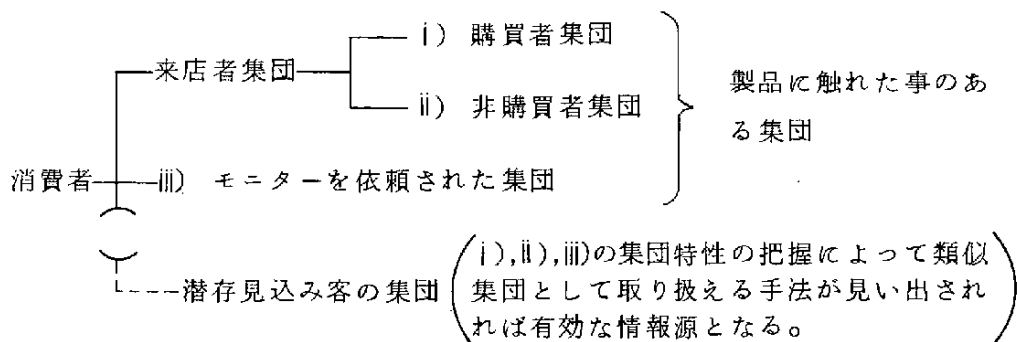 i) 購買者集団
来店者集団
ii) 非購買者集団
製品に触れた事のあ
る集団
消費者
iii) モニターを依頼された集団
潜存見込み客の集団
i),ii),iii)の集団特性の把握によって類似
集団として取り扱える手法が見い出され
れば有効な情報源となる。